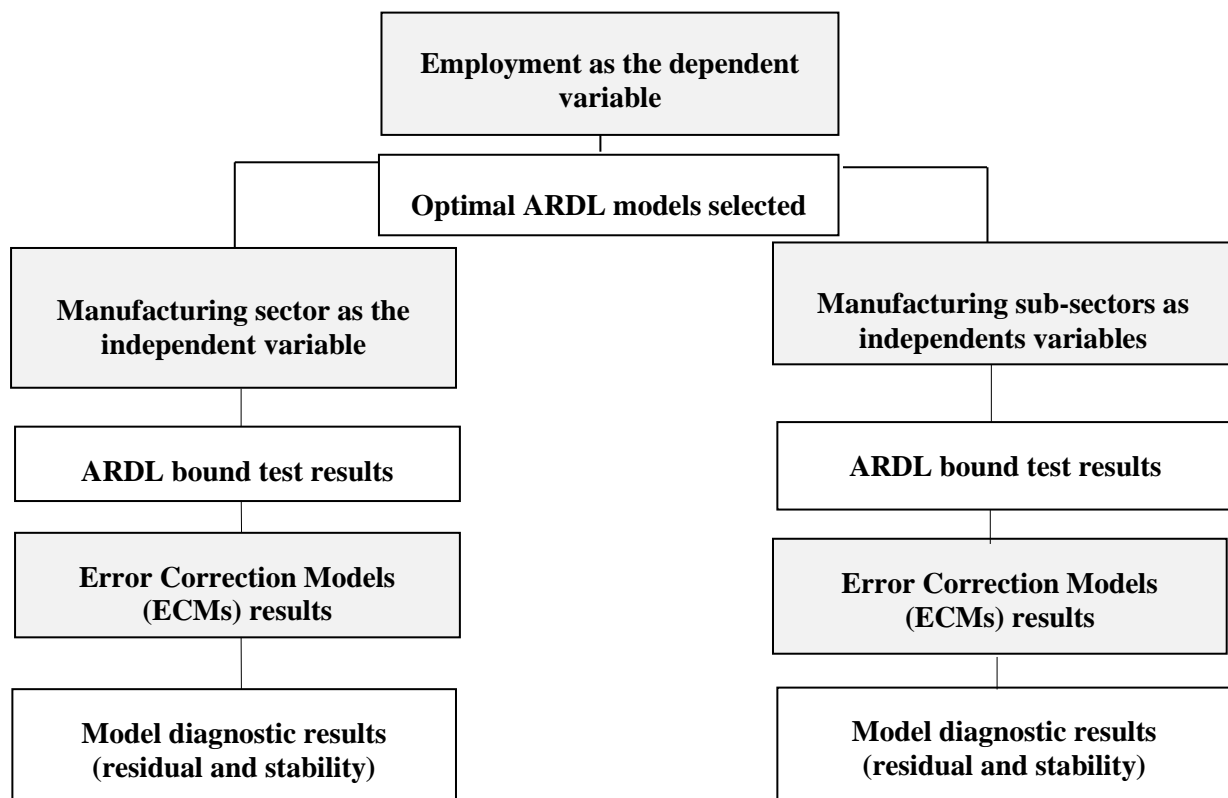 Employment as the dependent
variable
Optimal ARDL models selected
Manufacturing sector as the
independent variable
ARDL bound test results
Error Correction Models
(ECMs) results
Model diagnostic results
(residual and stability)
Manufacturing sub-sectors as
independents variables
ARDL bound test results
Error Correction Models
(ECMs) results
Model diagnostic results
(residual and stability)